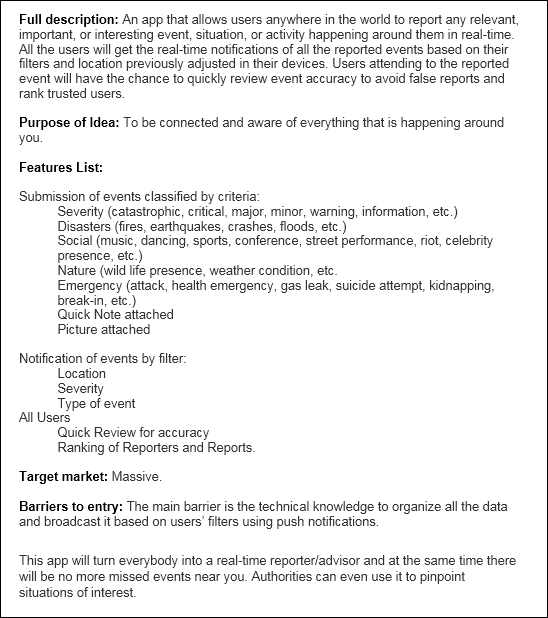 Full description: An app that allows users anywhere in the world to report any relevant,
important, or interesting event, situation, or activity happening around them in real-time.
All the users will get the real-time notifications of all the reported events based on their
filters and location previously adjusted in their devices. Users attending to the reported
event will have the chance to quickly review event accuracy to avoid false reports and
rank trusted users.
Purpose of Idea: To be connected and aware of everything that is happening around
you.
Features List:
Submission of events classified by criteria:
Severity (catastrophic, critical, major, minor, warning, information, etc.)
Disasters (fires, earthquakes, crashes, floods, etc.)
Social (music, dancing, sports, conference, street performance, riot, celebrity
presence, etc.)
Nature (wild life presence, weather condition, etc.
Emergency (attack, health emergency, gas leak, suicide attempt, kidnapping,
break-in, etc.)
Quick Note attached
Picture attached
Notification of events by filter:
Location
Severity
Type of event
All Users
Quick Review for accuracy
Ranking of Reporters and Reports.
Target market: Massive.
Barriers to entry: The main barrier is the technical knowledge to organize all the data
and broadcast it based on users' filters using push notifications.
This app will turn everybody into a real-time reporter/advisor and at the same time there
will be no more missed events near you. Authorities can even use it to pinpoint
situations of interest.